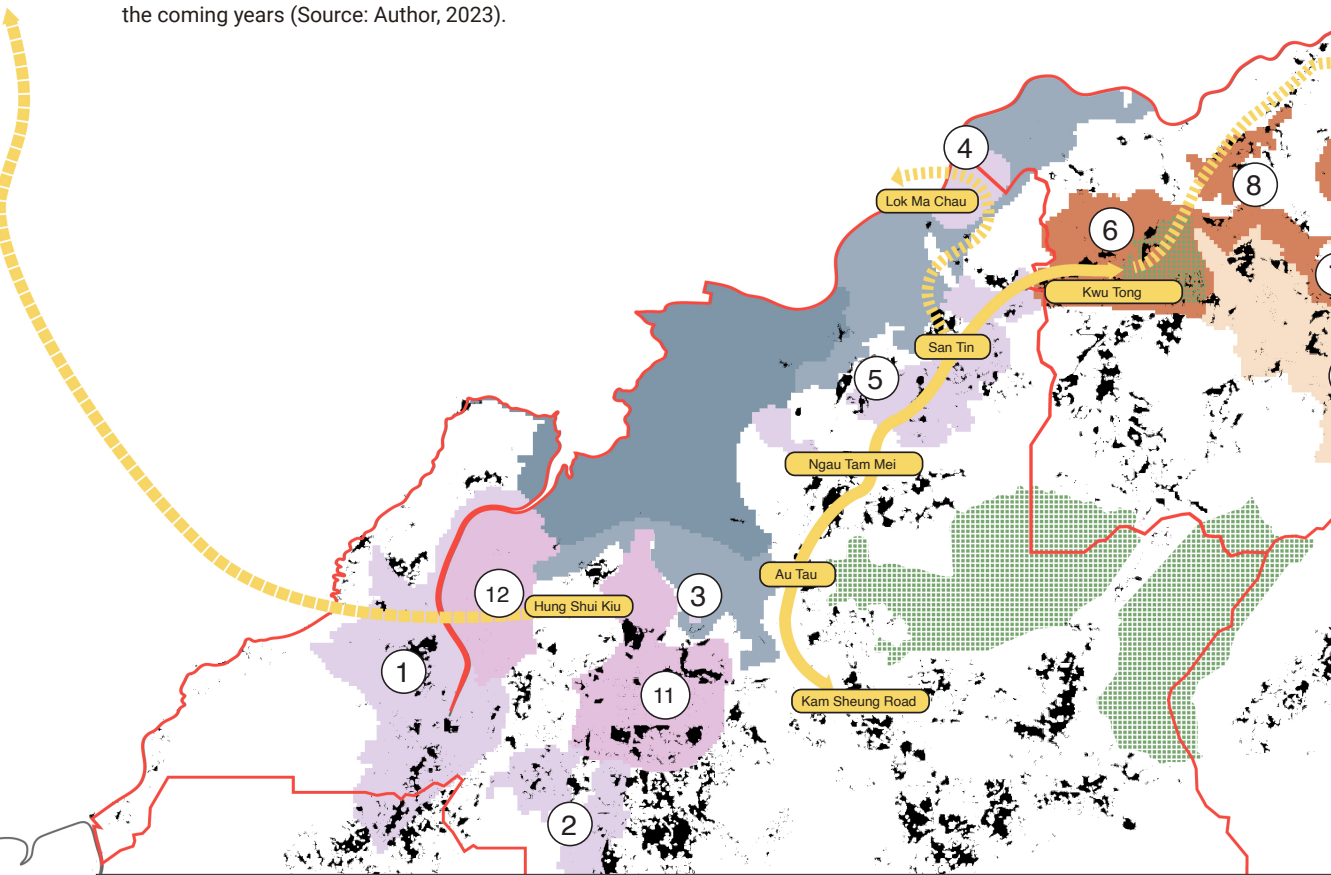 the coming years (Source: Author, 2023).
4
8
Lok Ma Chau
6
Kwu Tong
San Tin
5
Ngau Tam Mei
Au Tau
12
Hung Shui Kiu
3
1
11
Kam Sheung Road
2